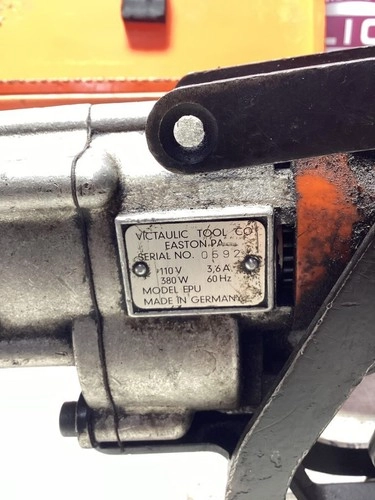 LIC
VICTAULIC TOOL CO
EASTON PA.
SERIAL NO. 0592
110 V 3,6 A.
380 W 60 Hz
MODEL EPU
MADE IN GERMANY